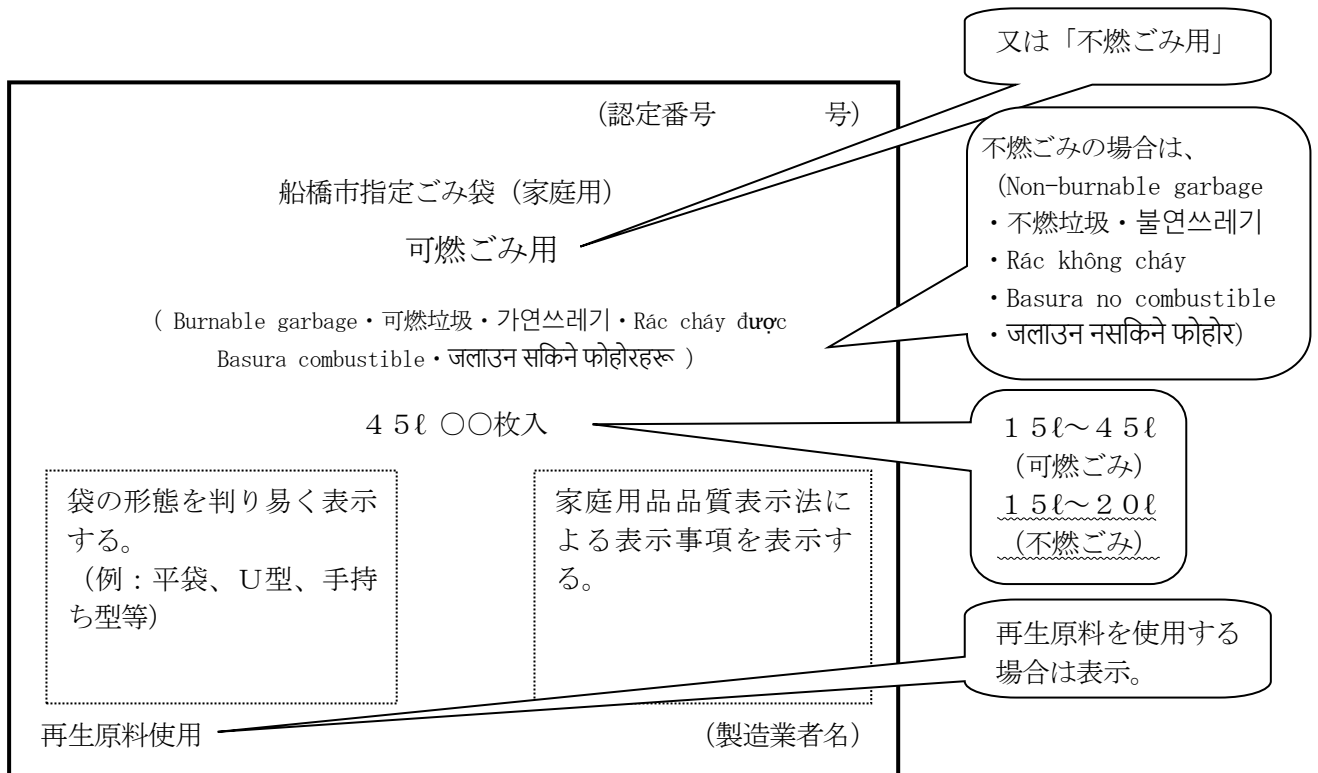 又は「不燃ごみ用」
(認定番号　　　　号)
船橋市指定ごみ袋（家庭用）
可燃ごみ用
( Burnable garbage・可燃垃圾・가연쓰레기・Rác cháy được
Basura combustible・जलाउन सकिने फोहोरहरू )
４５ℓ ○○枚入
袋の形態を判り易く表示
する。
（例：平袋、Ｕ型、手持
ち型等）
家庭用品品質表示法に
よる表示事項を表示す
る。
再生原料使用
(製造業者名)
不燃ごみの場合は、
(Non-burnable garbage
・不燃垃圾・불연쓰레기
・Rác không cháy
・Basura no combustible
・जलाउन नसकिने फोहोर)
１５ℓ～４５ℓ
（可燃ごみ）
１５ℓ～２０ℓ
（不燃ごみ）
再生原料を使用する
場合は表示。